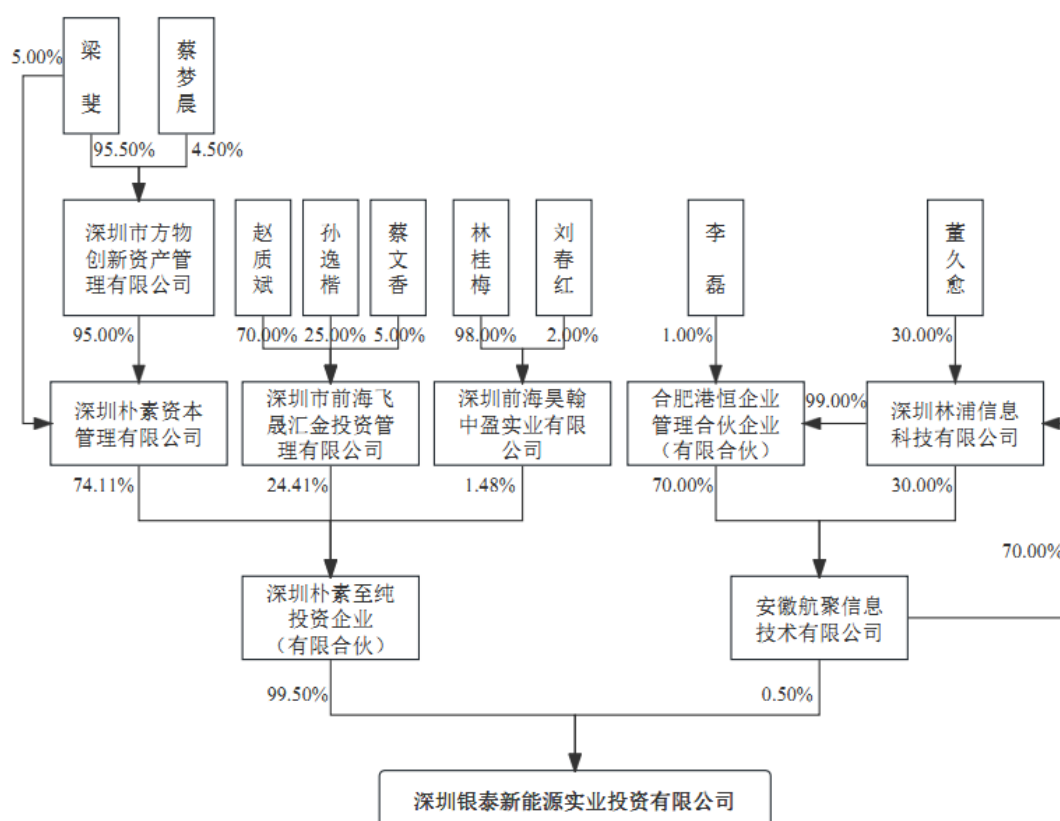 梁斐
蔡梦晨
5.00%
95.50%
4.50%
深圳市方物
创新资产管
理有限公司
赵质斌
孙逸楷
蔡文香
林桂梅
刘春红
李磊
董久愈
95.00%
70.00%
25.00%
5.00%
98.00%
2.00%
1.00%
30.00%
深圳朴素资本
管理有限公司
深圳市前海飞
晟汇金投资管
理有限公司
深圳前海昊翰
中盈实业有限
公司
合肥港恒企业
管理合伙企业
（有限合伙）
99.00%
深圳林浦信息
科技有限公司
74.11%
24.41%
1.48%
70.00%
30.00%
70.00%
深圳朴素至纯
投资企业
（有限合伙）
安徽航聚信息
技术有限公司
99.50%
0.50%
深圳银泰新能源实业投资有限公司